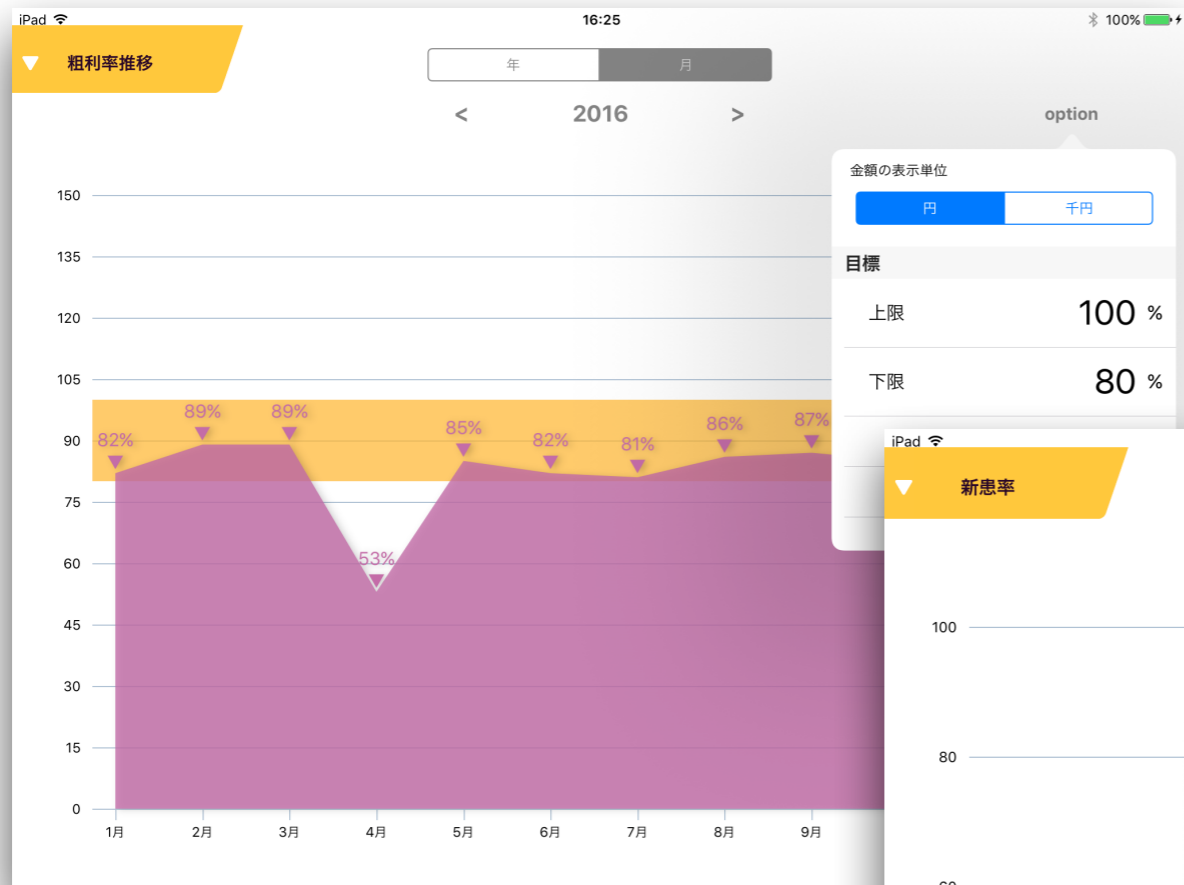 iPad 16:25 100%
粗利率推移
年 月
< 2016 >
option
金額の表示単位
円 千円
目標
上限 100 %
下限 80 %
150
135
120
105
90
75
60
45
30
15
0
82% 89% 89% 53% 85% 82% 81% 86% 87%
1月 2月 3月 4月 5月 6月 7月 8月 9月
iPad
新患率
100
80